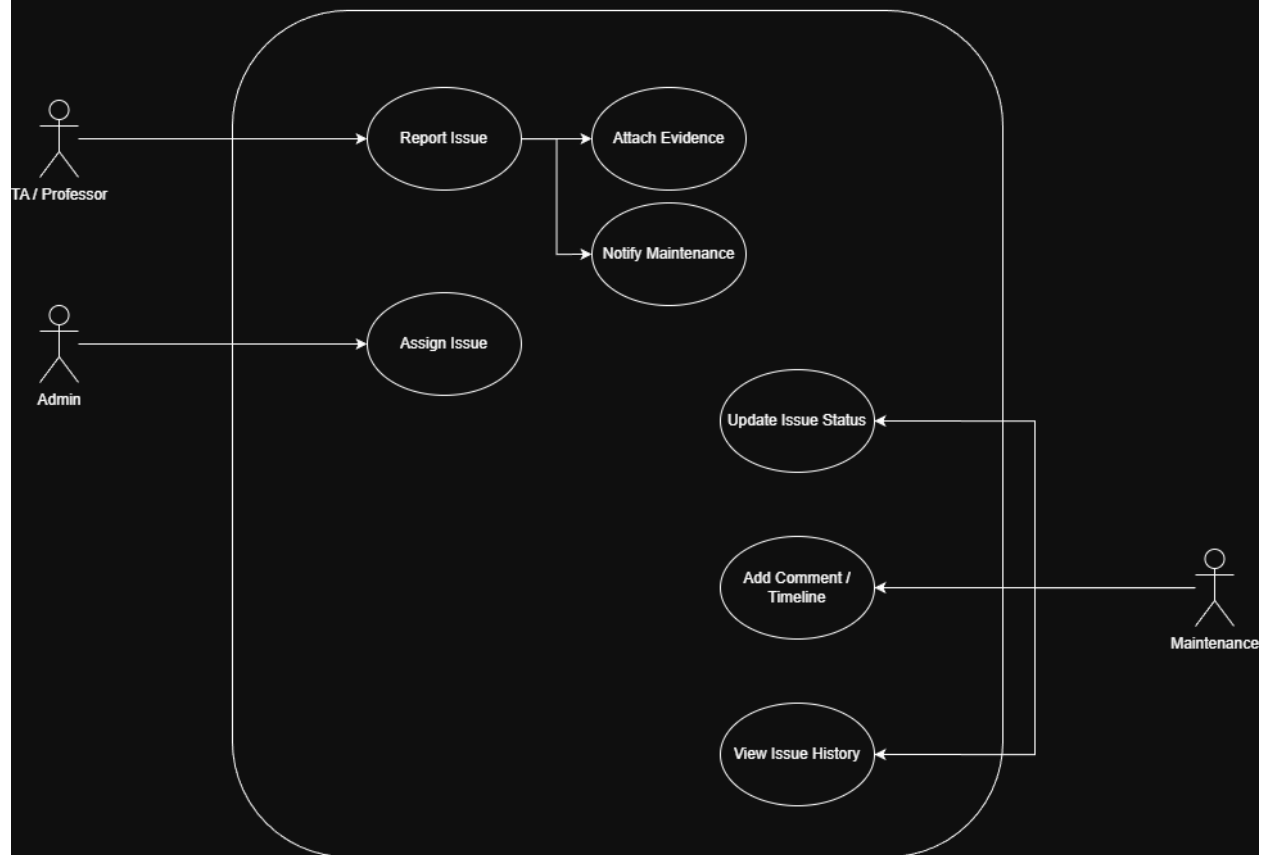 Report Issue
Attach Evidence
TA / Professor
Notify Maintenance
Assign Issue
Admin
Update Issue Status
Add Comment /
Timeline
Maintenance
View Issue History